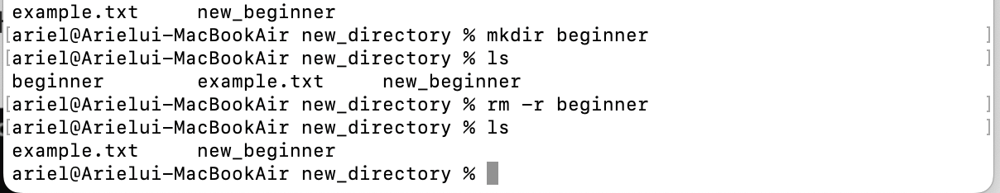 example.txt new_beginner
[ariel@Arielui-MacBookAir new_directory % mkdir beginner ]
[ariel@Arielui-MacBookAir new_directory % ls ]
beginner example.txt new_beginner
[ariel@Arielui-MacBookAir new_directory % rm -r beginner ]
[ariel@Arielui-MacBookAir new_directory % ls ]
example.txt new_beginner
ariel@Arielui-MacBookAir new_directory %